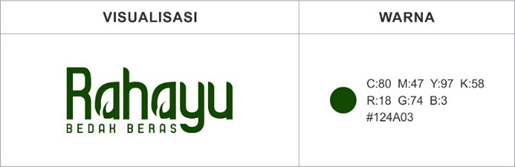 VISUALISASI
WARNA
Rahayu
BEDAK BERAS
C:80 M:47 Y:97 K:58
R:18 G:74 B:3
#124A03